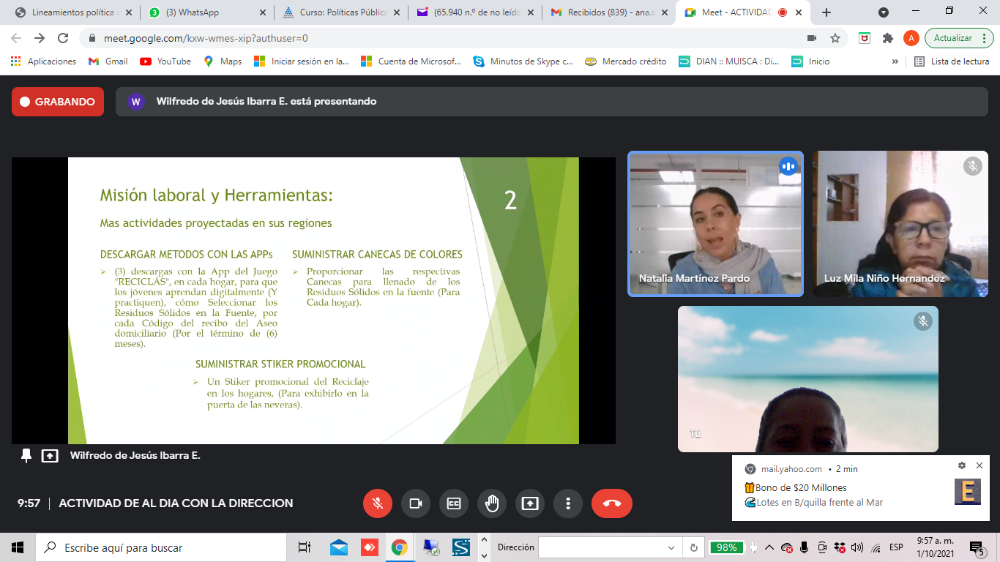 Lineamientos política c
(3) WhatsApp
Curso: Políticas Pública
(65.940 n.º de no leído
Recibidos (839) - ana.s
Meet - ACTIVIDAD
meet.google.com/kxw-wmes-xip?authuser=0
A
Actualizar
Aplicaciones
Gmail
YouTube
Maps
Iniciar sesión en la...
Cuenta de Microsof...
Minutos de Skype c...
Mercado crédito
DIAN :: MUISCA : Di...
Inicio
»
Lista de lectura
GRABANDO
W
Wilfredo de Jesús Ibarra E. está presentando
Misión laboral y Herramientas:
2
Mas actividades proyectadas en sus regiones
DESCARGAR METODOS CON LAS APPs
(3) descargas con la App del Juego
"RECICLAS", en cada hogar, para que
los jóvenes aprendan digitalmente (Y
practiquen), cómo Seleccionar los
Residuos Sólidos en la Fuente, por
cada Código del recibo del Aseo
domiciliario (Por el término de (6)
meses).
SUMINISTRAR CANECAS DE COLORES
Proporcionar las respectivas
Canecas para llenado de los
Residuos Sólidos en la fuente (Para
Cada hogar).
SUMINISTRAR STIKER PROMOCIONAL
Un Stiker promocional del Reciclaje
en los hogares, (Para exhibirlo en la
puerta de las neveras).
Natalia Martínez Pardo
Luz Mila Niño Hernandez
Tú
Wilfredo de Jesús Ibarra E.
mail.yahoo.com • 2 min
Bono de $20 Millones
Lotes en B/quilla frente al Mar
E
9:57 | ACTIVIDAD DE AL DIA CON LA DIRECCION
Escribe aquí para buscar
Dirección
98%
ESP
9:57 a. m.
1/10/2021
5